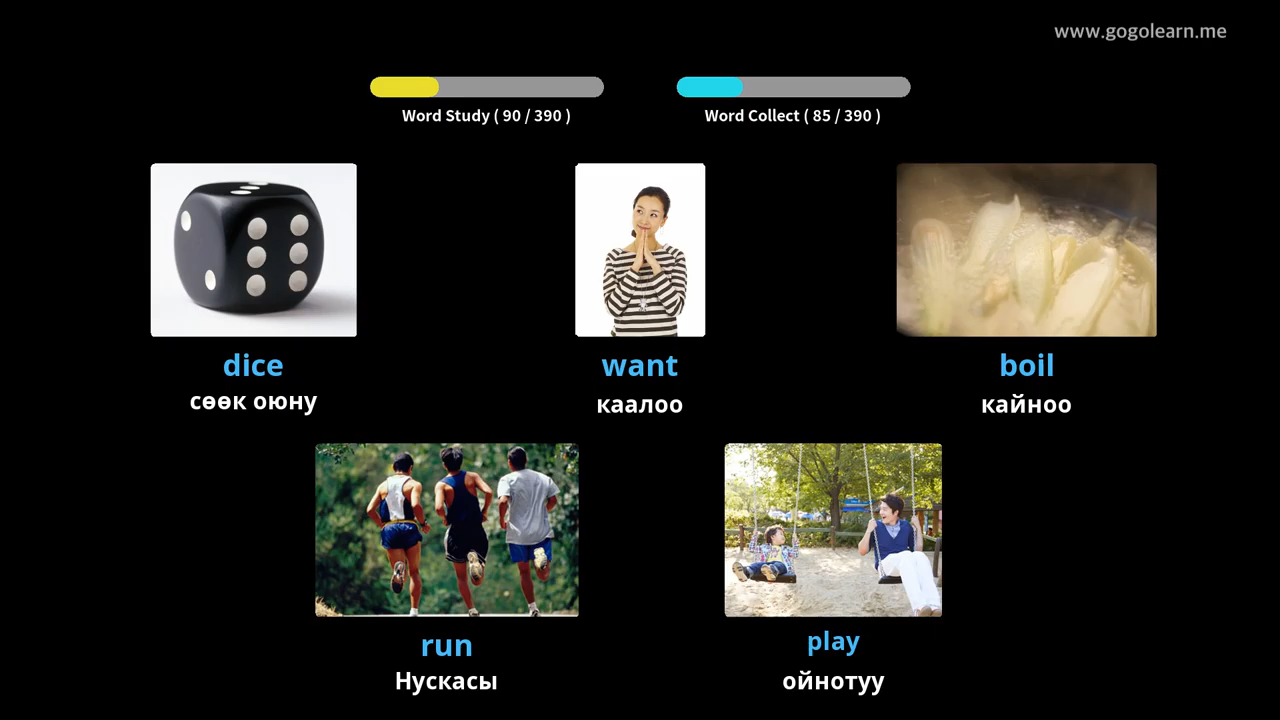 www.gogolearn.me
Word Study ( 90 / 390 )
Word Collect ( 85 / 390 )
dice
сөөк оюну
want
каалоо
boil
кайноо
run
Нускасы
play
ойнотуу